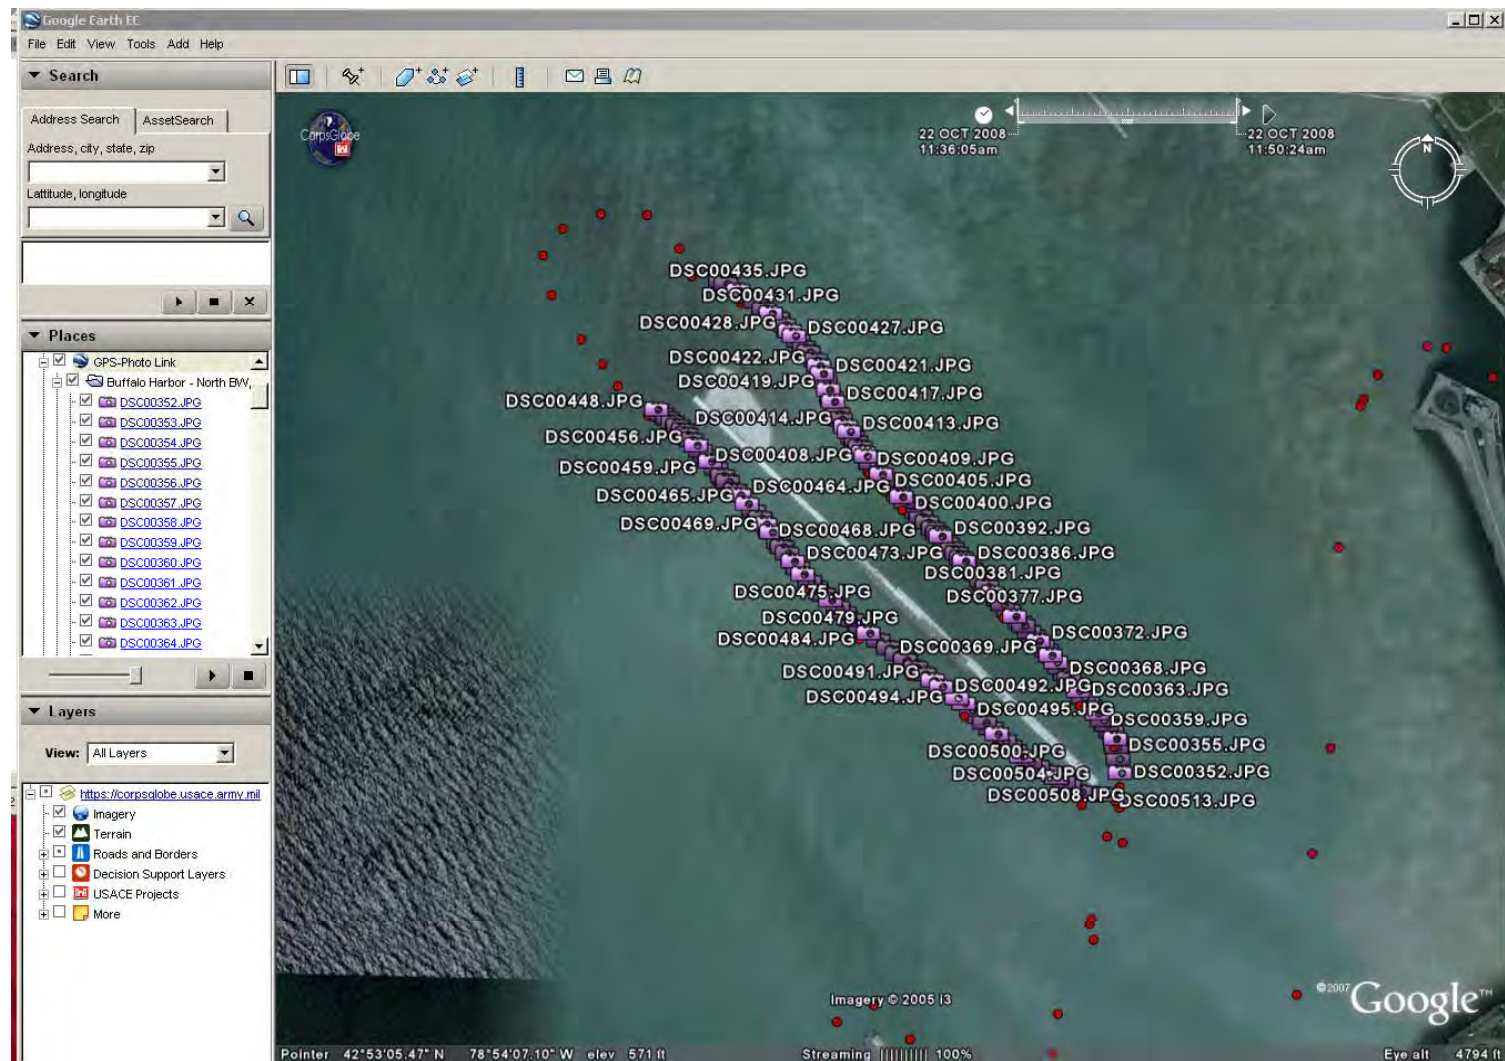 Google Earth EC
File Edit View Tools Add Help
Search
Address Search AssetSearch
Address, city, state, zip
Lattitude, longitude
Places
GPS-Photo Link
Buffalo Harbor - North BW,
DSC00352.JPG
DSC00353.JPG
DSC00354.JPG
DSC00355.JPG
DSC00356.JPG
DSC00357.JPG
DSC00358.JPG
DSC00359.JPG
DSC00360.JPG
DSC00361.JPG
DSC00362.JPG
DSC00363.JPG
DSC00364.JPG
Layers
View: All Layers
https://corpsglobe.usace.army.mil
Imagery
Terrain
Roads and Borders
Decision Support Layers
USACE Projects
More
CorpsGlobe
22 OCT 2008 22 OCT 2008
11:36:05am 11:50:24am
N
DSC00435.JPG
DSC00431.JPG
DSC00428.JPG DSC00427.JPG
DSC00422.JPG DSC00421.JPG
DSC00419.JPG DSC00417.JPG
DSC00448.JPG DSC00414.JPG DSC00413.JPG
DSC00456.JPG DSC00408.JPG DSC00409.JPG
DSC00459.JPG DSC00464.JPG DSC00405.JPG
DSC00465.JPG DSC00400.JPG
DSC00469.JPG DSC00468.JPG DSC00392.JPG
DSC00473.JPG DSC00386.JPG
DSC00381.JPG
DSC00475.JPG DSC00377.JPG
DSC00479.JPG
DSC00484.JPG DSC00369.JPG DSC00372.JPG
DSC00491.JPG DSC00368.JPG
DSC00494.JPG DSC00492.JPG DSC00363.JPG
DSC00495.JPG DSC00359.JPG
DSC00500.JPG DSC00355.JPG
DSC00504.JPG DSC00352.JPG
DSC00508.JPG DSC00513.JPG
Imagery © 2005 i3
©2007 Google™
Pointer 42°53'05.47" N 78°54'07.10" W elev 571 ft Streaming 100% Eye alt 4794 ft